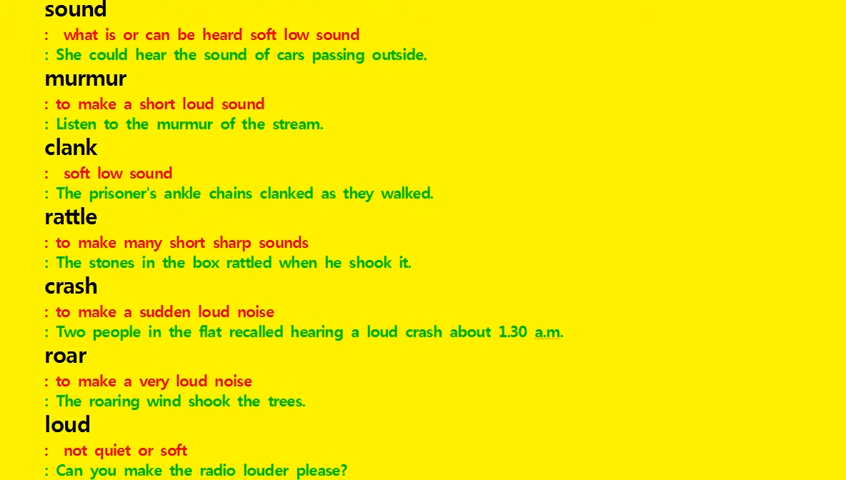 sound
: what is or can be heard soft low sound
: She could hear the sound of cars passing outside.
murmur
: to make a short loud sound
: Listen to the murmur of the stream.
clank
: soft low sound
: The prisoner's ankle chains clanked as they walked.
rattle
: to make many short sharp sounds
: The stones in the box rattled when he shook it.
crash
: to make a sudden loud noise
: Two people in the flat recalled hearing a loud crash about 1.30 a.m.
roar
: to make a very loud noise
: The roaring wind shook the trees.
loud
: not quiet or soft
: Can you make the radio louder please?